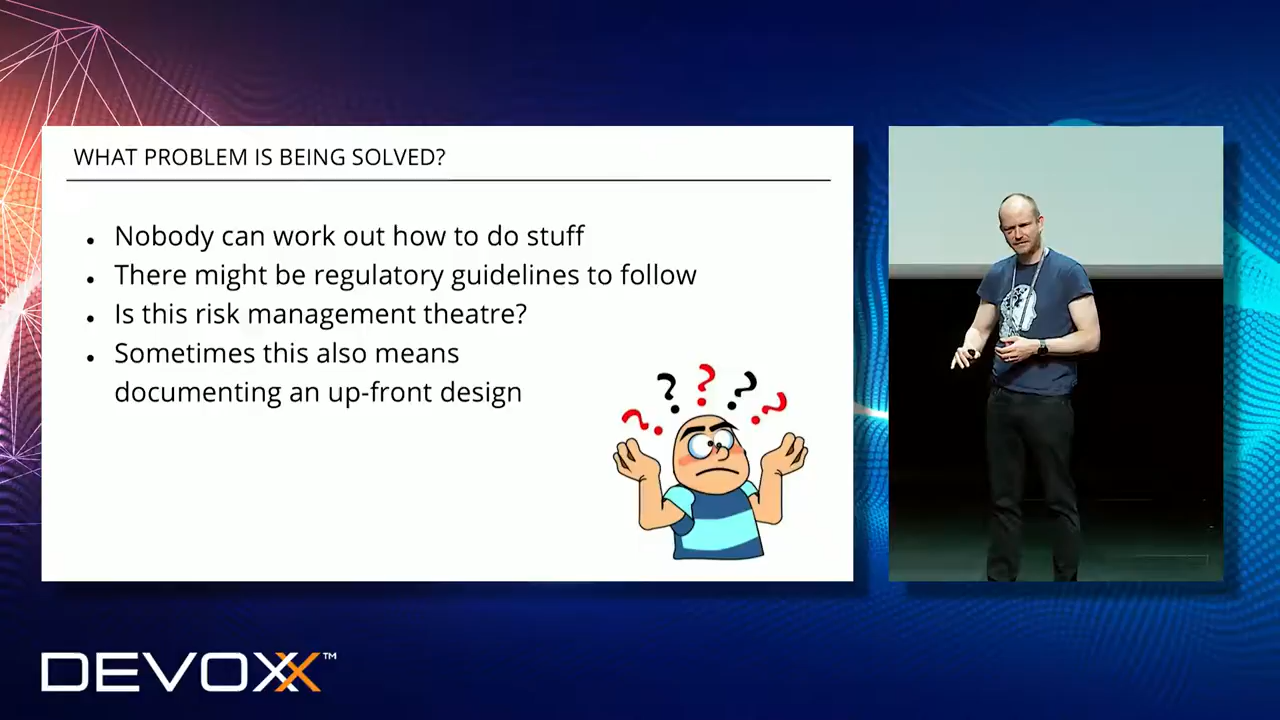 WHAT PROBLEM IS BEING SOLVED?
• Nobody can work out how to do stuff
• There might be regulatory guidelines to follow
• Is this risk management theatre?
• Sometimes this also means
documenting an up-front design
? ? ? ? ?
DEVOXX™